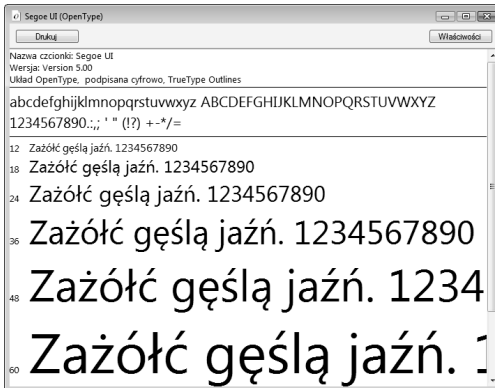 Segoe UI (OpenType)
Drukuj
Właściwości
Nazwa czcionki: Segoe UI
Wersja: Version 5.00
Układ OpenType, podpisana cyfrowo, TrueType Outlines
abcdefghijklmnopqrstuvwxyz ABCDEFGHIJKLMNOPQRSTUVWXYZ
1234567890.:,; ' " (!?) +-*/=
12 Zażółć gęślą jaźń. 1234567890
18 Zażółć gęślą jaźń. 1234567890
24 Zażółć gęślą jaźń. 1234567890
36 Zażółć gęślą jaźń. 1234567890
48 Zażółć gęślą jaźń. 1234
60 Zażółć gęślą jaźń. 1